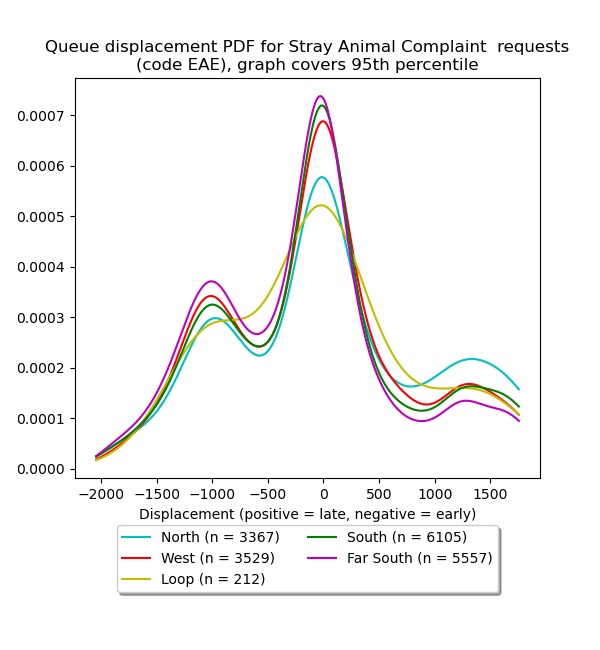 Queue displacement PDF for Stray Animal Complaint  requests
(code EAE), graph covers 95th percentile
0.0007
0.0006
0.0005
0.0004
0.0003
0.0002
0.0001
0.0000
−2000 −1500 −1000 −500 0 500 1000 1500
Displacement (positive = late, negative = early)
North (n = 3367)
West (n = 3529)
Loop (n = 212)
South (n = 6105)
Far South (n = 5557)